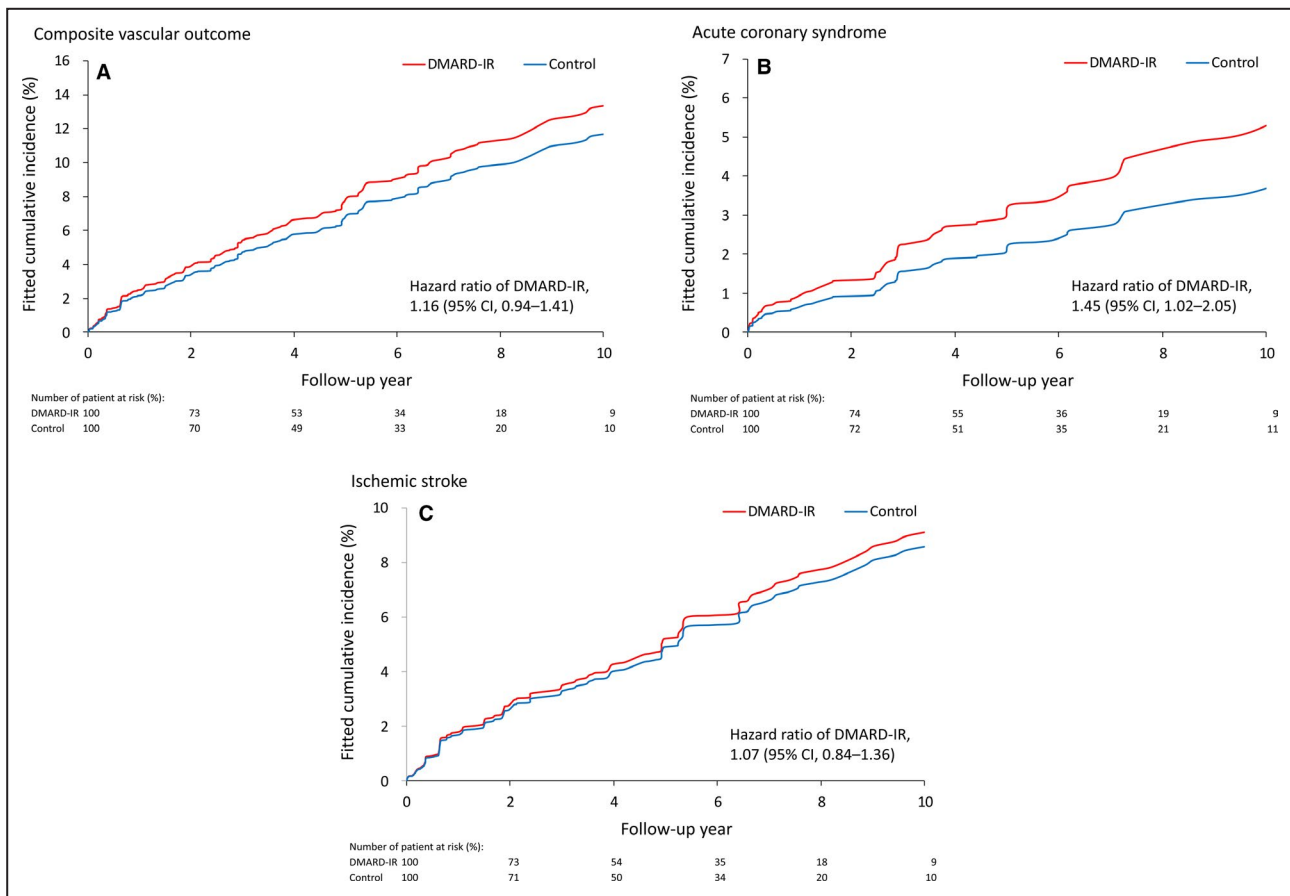 Composite vascular outcome
A
DMARD-IR Control
Fitted cumulative incidence (%)
16
14
12
10
8
6
4
2
0
Hazard ratio of DMARD-IR,
1.16 (95% CI, 0.94–1.41)
0 2 4 6 8 10
Follow-up year
Number of patient at risk (%):
DMARD-IR 100 73 53 34 18 9
Control 100 70 49 33 20 10
Acute coronary syndrome
B
DMARD-IR Control
Fitted cumulative incidence (%)
7
6
5
4
3
2
1
0
Hazard ratio of DMARD-IR,
1.45 (95% CI, 1.02–2.05)
0 2 4 6 8 10
Follow-up year
Number of patient at risk (%):
DMARD-IR 100 74 55 36 19 9
Control 100 72 51 35 21 11
Ischemic stroke
C
DMARD-IR Control
Fitted cumulative incidence (%)
10
8
6
4
2
0
Hazard ratio of DMARD-IR,
1.07 (95% CI, 0.84–1.36)
0 2 4 6 8 10
Follow-up year
Number of patient at risk (%):
DMARD-IR 100 73 54 35 18 9
Control 100 71 50 34 20 10